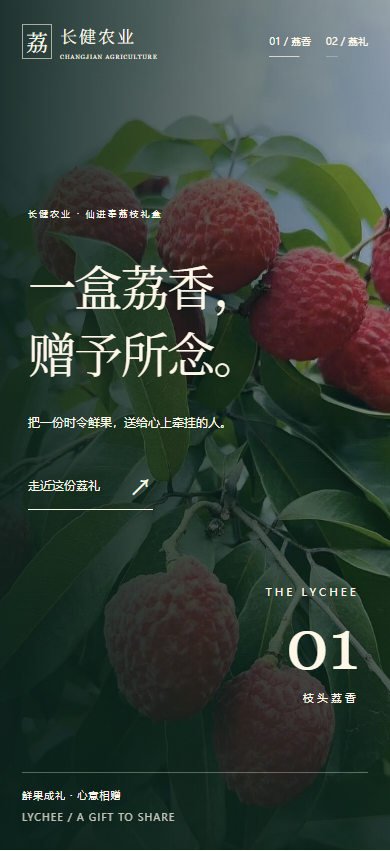 荔
长健农业
CHANGJIAN AGRICULTURE
01 / 荔香
02 / 荔礼
长健农业 · 仙进奉荔枝礼盒
一盒荔香，
赠予所念。
把一份时令鲜果，送给心上牵挂的人。
走近这份荔礼
THE LYCHEE
01
枝头荔香
鲜果成礼 · 心意相赠
LYCHEE / A GIFT TO SHARE